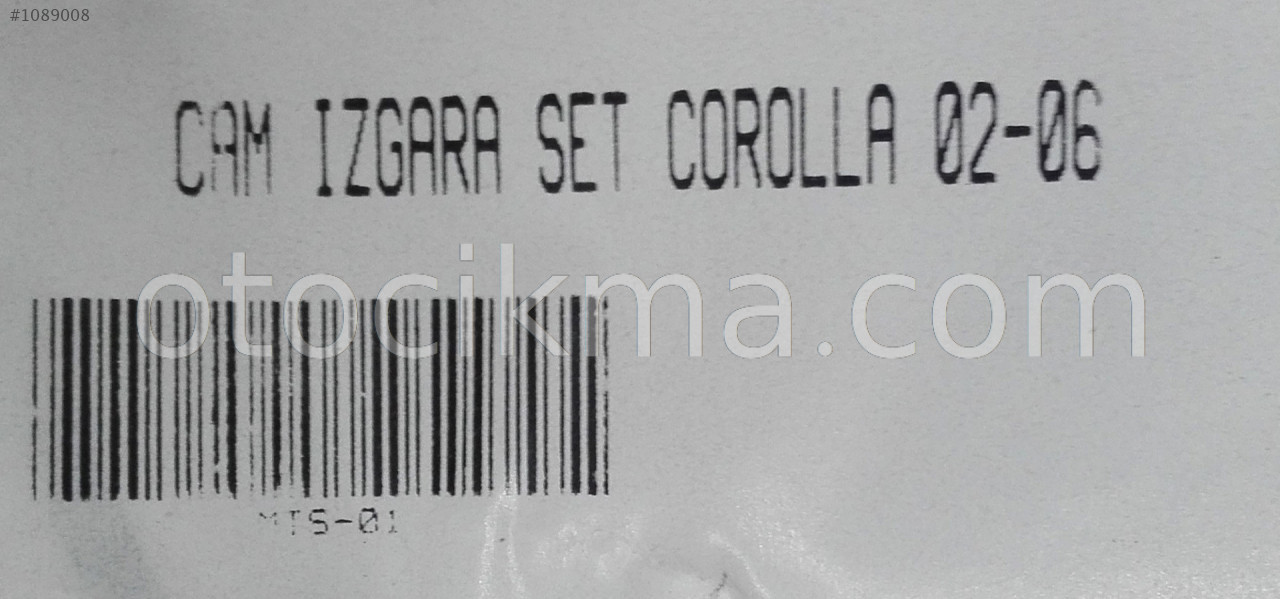 #1089008
CAM IZGARA SET COROLLA 02-06
otocikma.com
MTS-01